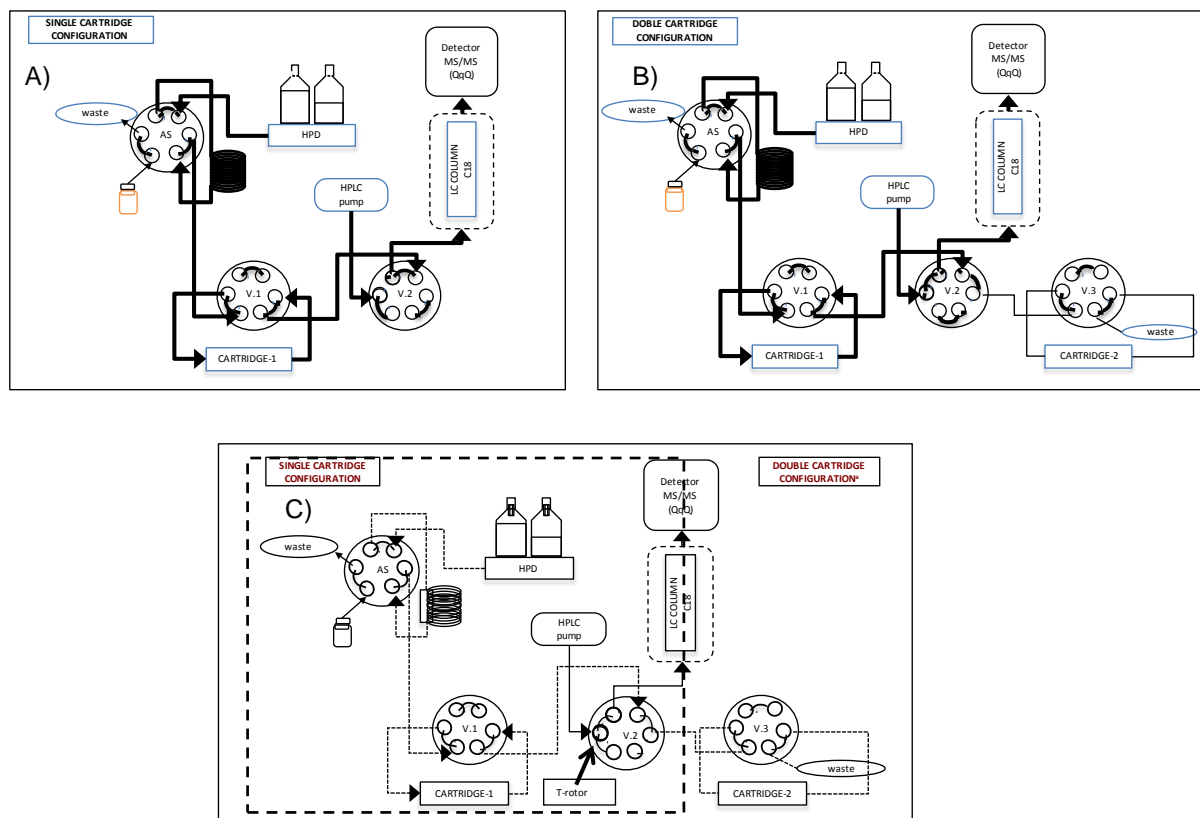 SINGLE CARTRIDGE
CONFIGURATION
A)
waste
AS
HPD
Detector
MS/MS
(QqQ)
LC COLUMN
C18
HPLC
pump
V.1
V.2
CARTRIDGE-1
DOBLE CARTRIDGE
CONFIGURATION
B)
waste
AS
HPD
Detector
MS/MS
(QqQ)
LC COLUMN
C18
HPLC
pump
V.1
V.2
V.3
waste
CARTRIDGE-1
CARTRIDGE-2
SINGLE CARTRIDGE
CONFIGURATION
DOUBLE CARTRIDGE
CONFIGURATIONª
C)
Detector
MS/MS
(QqQ)
waste
AS
HPD
LC COLUMN
C18
HPLC
pump
V.1
V.2
V.3
waste
CARTRIDGE-1
T-rotor
CARTRIDGE-2